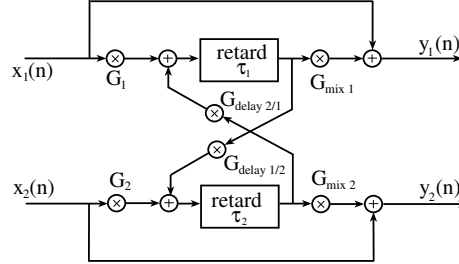 x1(n)
G1
retard
τ1
Gmix 1
y1(n)
Gdelay 2/1
Gdelay 1/2
x2(n)
G2
retard
τ2
Gmix 2
y2(n)